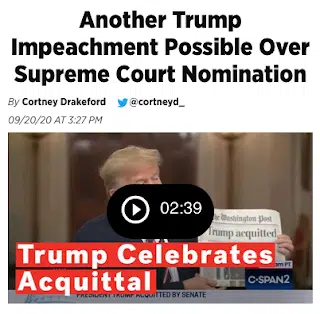 Another Trump
Impeachment Possible Over
Supreme Court Nomination
By Cortney Drakeford @cortneyd_
09/20/20 AT 3:27 PM
02:39
The Washington Post
Trump acquitted
Trump Celebrates
Acquittal
C-SPAN2
PRESIDENT TRUMP ACQUITTED BY SENATE